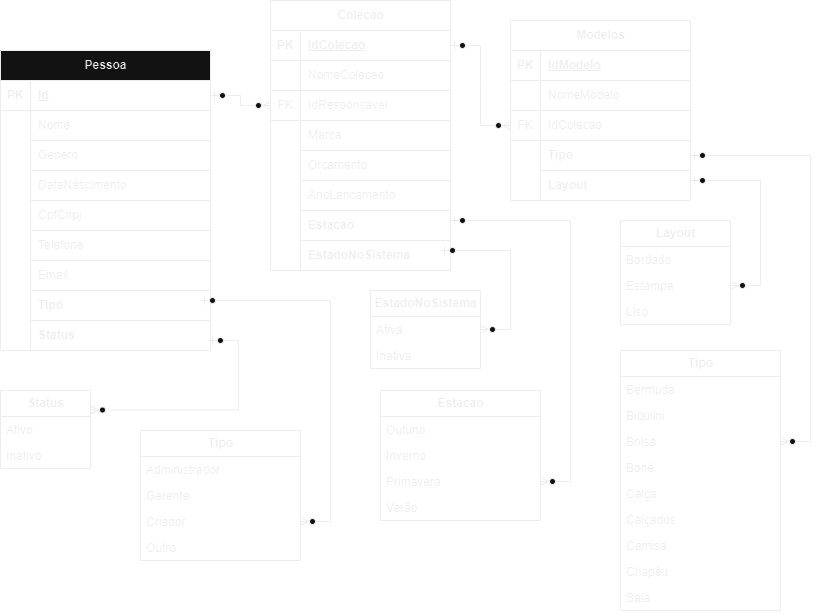 Pessoa
PK Id
Nome
Genero
DataNascimento
CpfCnpj
Telefone
Email
Tipo
Status
Colecao
PK IdColecao
NomeColecao
FK IdResponsavel
Marca
Orcamento
AnoLancamento
Estacao
EstadoNoSistema
Modelos
PK IdModelo
NomeModelo
FK IdColecao
Tipo
Layout
Layout
Bordado
Estampa
Liso
EstadoNoSistema
Ativa
Inativa
Status
Ativo
Inativo
Tipo
Administrador
Gerente
Criador
Outro
Estacao
Outuno
Inverno
Primavera
Verão
Tipo
Bermuda
Biquini
Bolsa
Boné
Calça
Calçados
Camisa
Chapéu
Saia